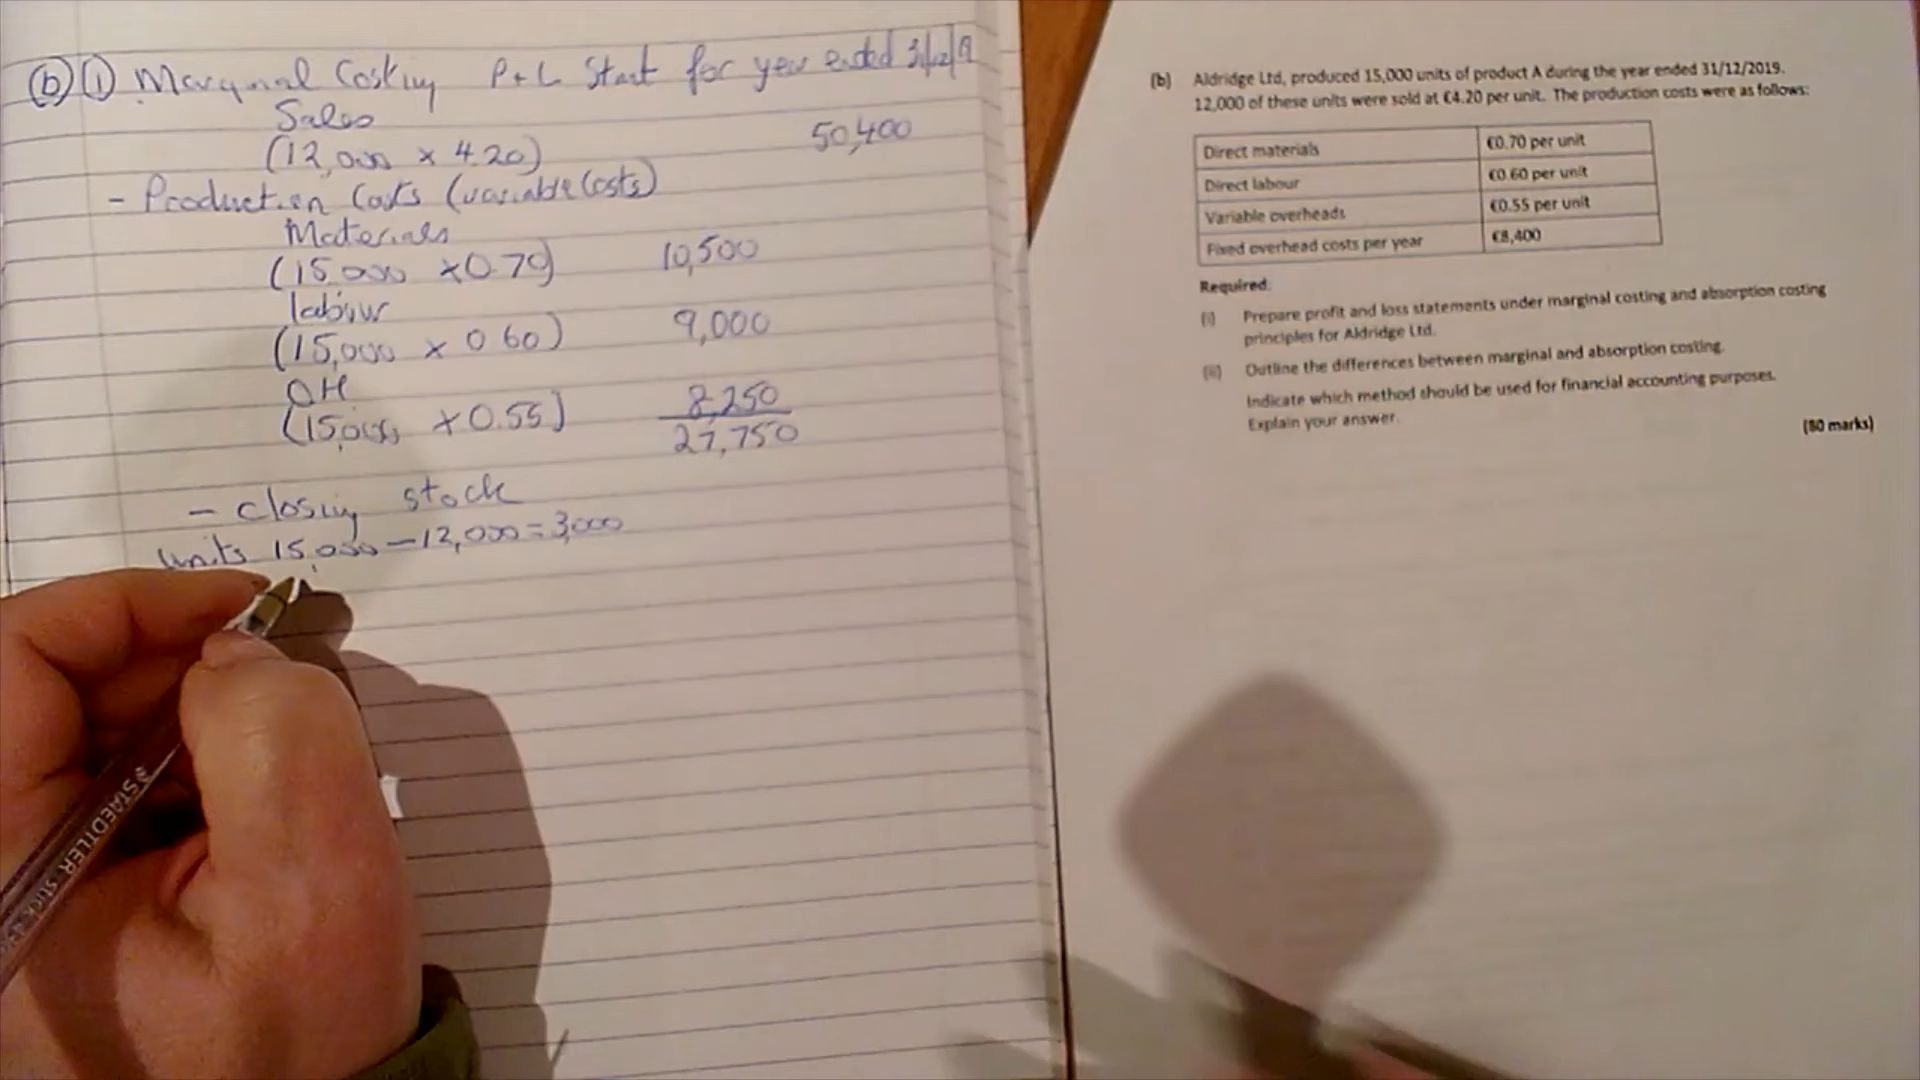 (b) (i) Marginal Costing P+L Stmt for year ended 31/12/19
Sales
(12,000 x 4.20) 50,400
- Production Costs (variable Costs)
Materials
(15,000 x 0.70) 10,500
labour
(15,000 x 0.60) 9,000
OH
(15,000 x 0.55) 8,250
27,750
- closing stock
units 15,000 - 12,000 = 3,000
STAEDTLER stick
(b) Aldridge Ltd, produced 15,000 units of product A during the year ended 31/12/2019.
12,000 of these units were sold at €4.20 per unit. The production costs were as follows:
Direct materials €0.70 per unit
Direct labour €0.60 per unit
Variable overheads €0.55 per unit
Fixed overhead costs per year €8,400
Required:
(i) Prepare profit and loss statements under marginal costing and absorption costing
principles for Aldridge Ltd.
(ii) Outline the differences between marginal and absorption costing.
Indicate which method should be used for financial accounting purposes.
Explain your answer.
(80 marks)